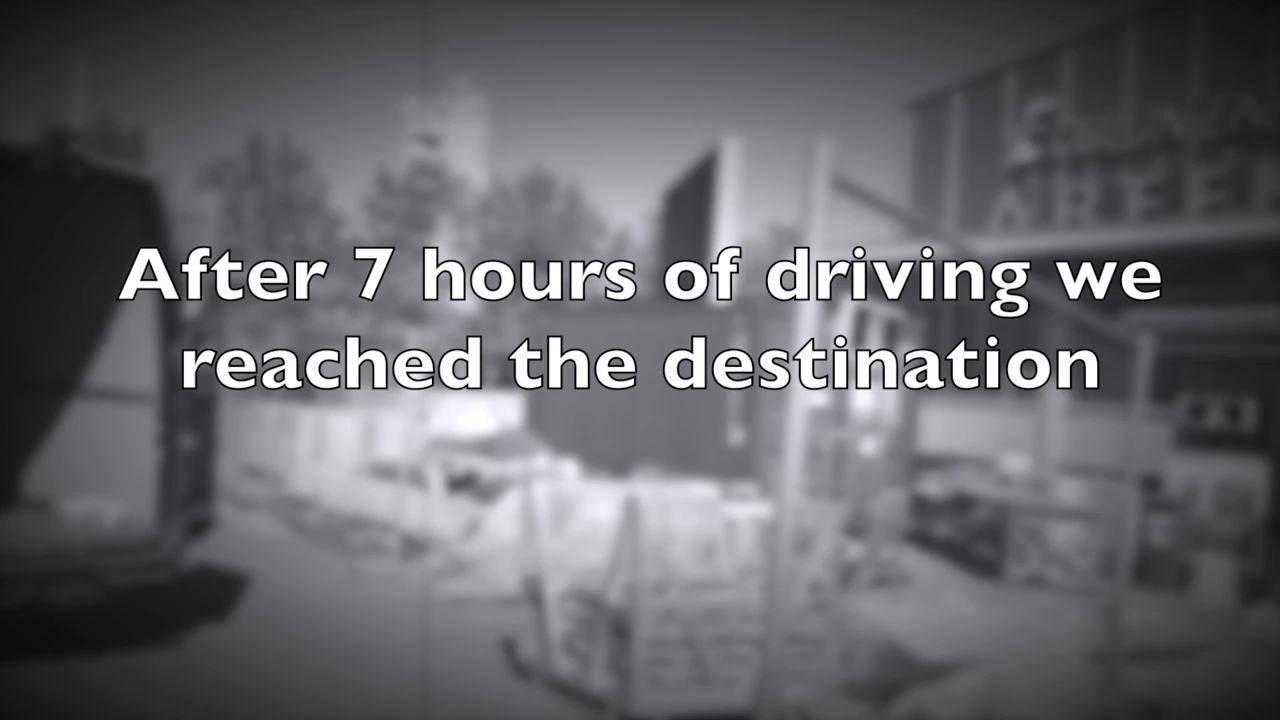 After 7 hours of driving we
reached the destination